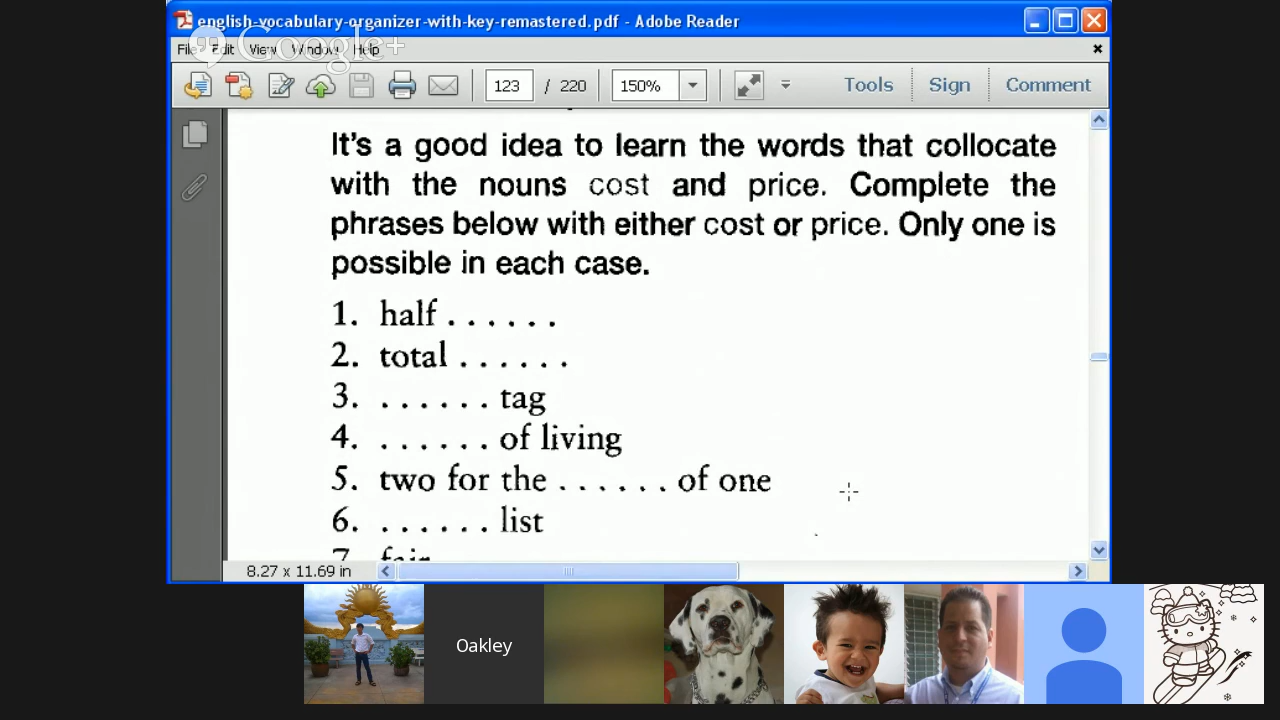 english-vocabulary-organizer-with-key-remastered.pdf - Adobe Reader
Google+
File Edit View Window Help
123 / 220 150% Tools Sign Comment
It's a good idea to learn the words that collocate
with the nouns cost and price. Complete the
phrases below with either cost or price. Only one is
possible in each case.
1. half . . . . . .
2. total . . . . . .
3. . . . . . . tag
4. . . . . . . of living
5. two for the . . . . . . of one
6. . . . . . . list
7. fair
8.27 x 11.69 in
Oakley